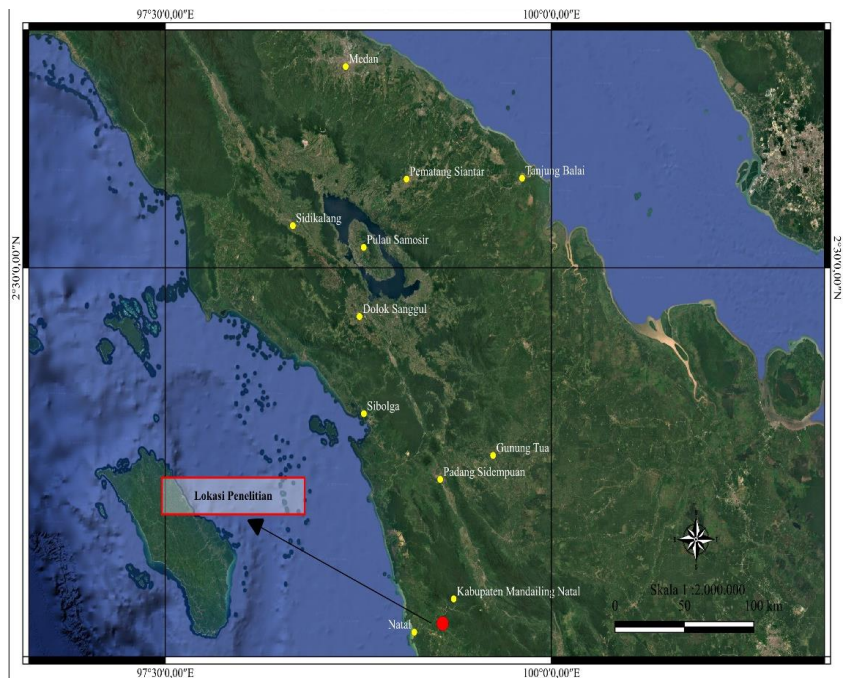 97°30'0,00"E
100°0'0,00"E
Medan
Pematang Siantar
Tanjung Balai
Sidikalang
Pulau Samosir
2°30'0,00"N
2°30'0,00"N
Dolok Sanggul
Sibolga
Gunung Tua
Padang Sidempuan
Lokasi Penelitian
Skala 1 :2.000.000
0 50 100 km
Kabupaten Mandailing Natal
Natal
97°30'0,00"E
100°0'0,00"E